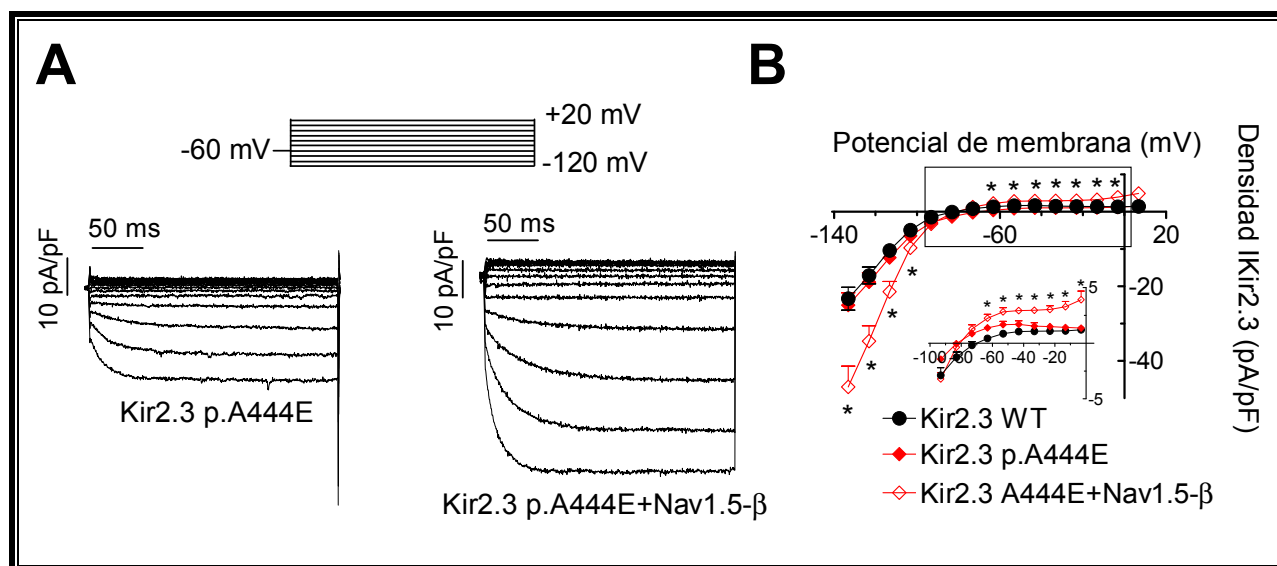 A
B
+20 mV
-60 mV
-120 mV
50 ms
50 ms
10 pA/pF
10 pA/pF
Kir2.3 p.A444E
Kir2.3 p.A444E+Nav1.5-β
Potencial de membrana (mV)
Densidad IKir2.3 (pA/pF)
* * * * * * *
-140
-60
20
-20
-40
* * * *
* * * * * *
5
-100 -80 -60 -40 -20 0
-5
Kir2.3 WT
Kir2.3 p.A444E
Kir2.3 A444E+Nav1.5-β